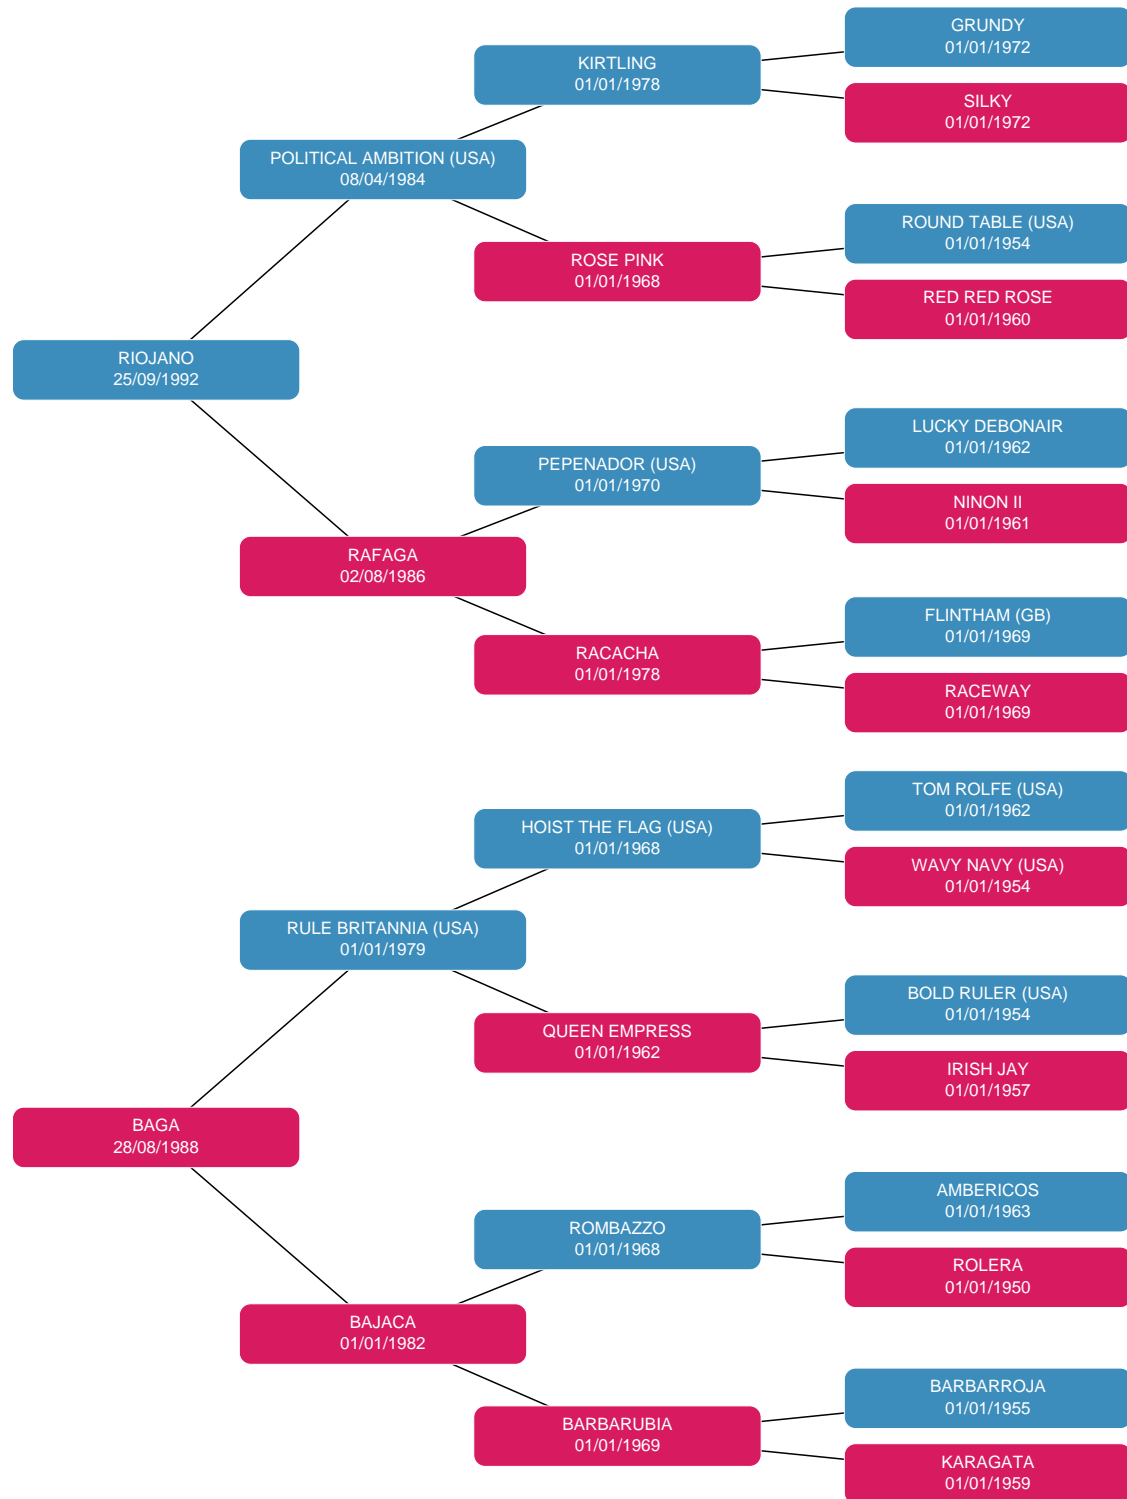 GRUNDY
01/01/1972
KIRTLING
01/01/1978
SILKY
01/01/1972
POLITICAL AMBITION (USA)
08/04/1984
ROUND TABLE (USA)
01/01/1954
ROSE PINK
01/01/1968
RED RED ROSE
01/01/1960
RIOJANO
25/09/1992
LUCKY DEBONAIR
01/01/1962
PEPENADOR (USA)
01/01/1970
NINON II
01/01/1961
RAFAGA
02/08/1986
FLINTHAM (GB)
01/01/1969
RACACHA
01/01/1978
RACEWAY
01/01/1969
TOM ROLFE (USA)
01/01/1962
HOIST THE FLAG (USA)
01/01/1968
WAVY NAVY (USA)
01/01/1954
RULE BRITANNIA (USA)
01/01/1979
BOLD RULER (USA)
01/01/1954
QUEEN EMPRESS
01/01/1962
IRISH JAY
01/01/1957
BAGA
28/08/1988
AMBERICOS
01/01/1963
ROMBAZZO
01/01/1968
ROLERA
01/01/1950
BAJACA
01/01/1982
BARBARROJA
01/01/1955
BARBARUBIA
01/01/1969
KARAGATA
01/01/1959